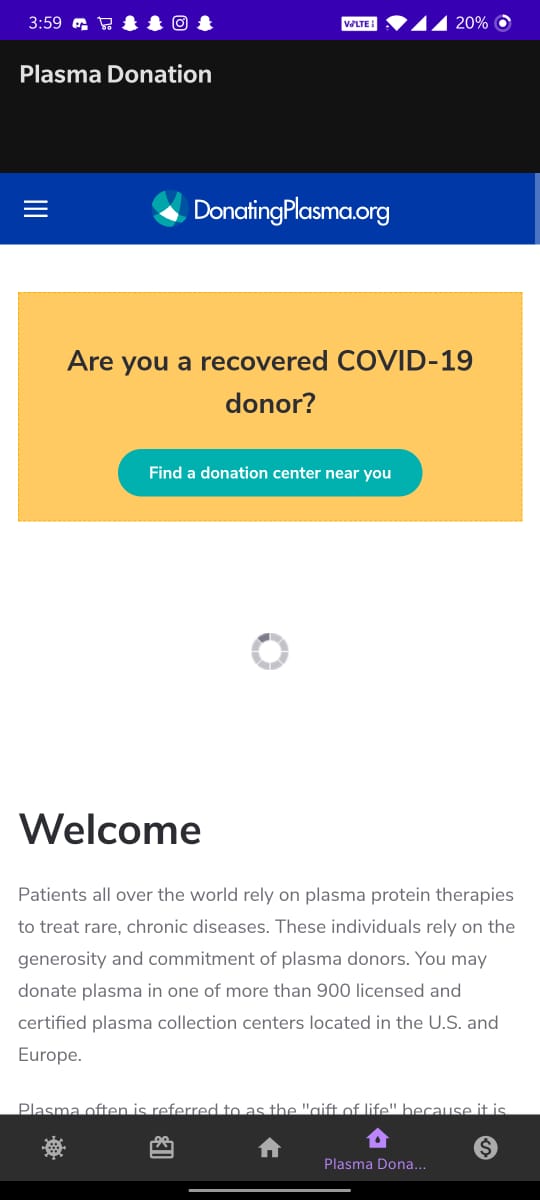 3:59
VoLTE
20%
Plasma Donation
DonatingPlasma.org
Are you a recovered COVID-19
donor?
Find a donation center near you
Welcome
Patients all over the world rely on plasma protein therapies
to treat rare, chronic diseases. These individuals rely on the
generosity and commitment of plasma donors. You may
donate plasma in one of more than 900 licensed and
certified plasma collection centers located in the U.S. and
Europe.
Plasma often is referred to as the "gift of life" because it is
Plasma Dona...